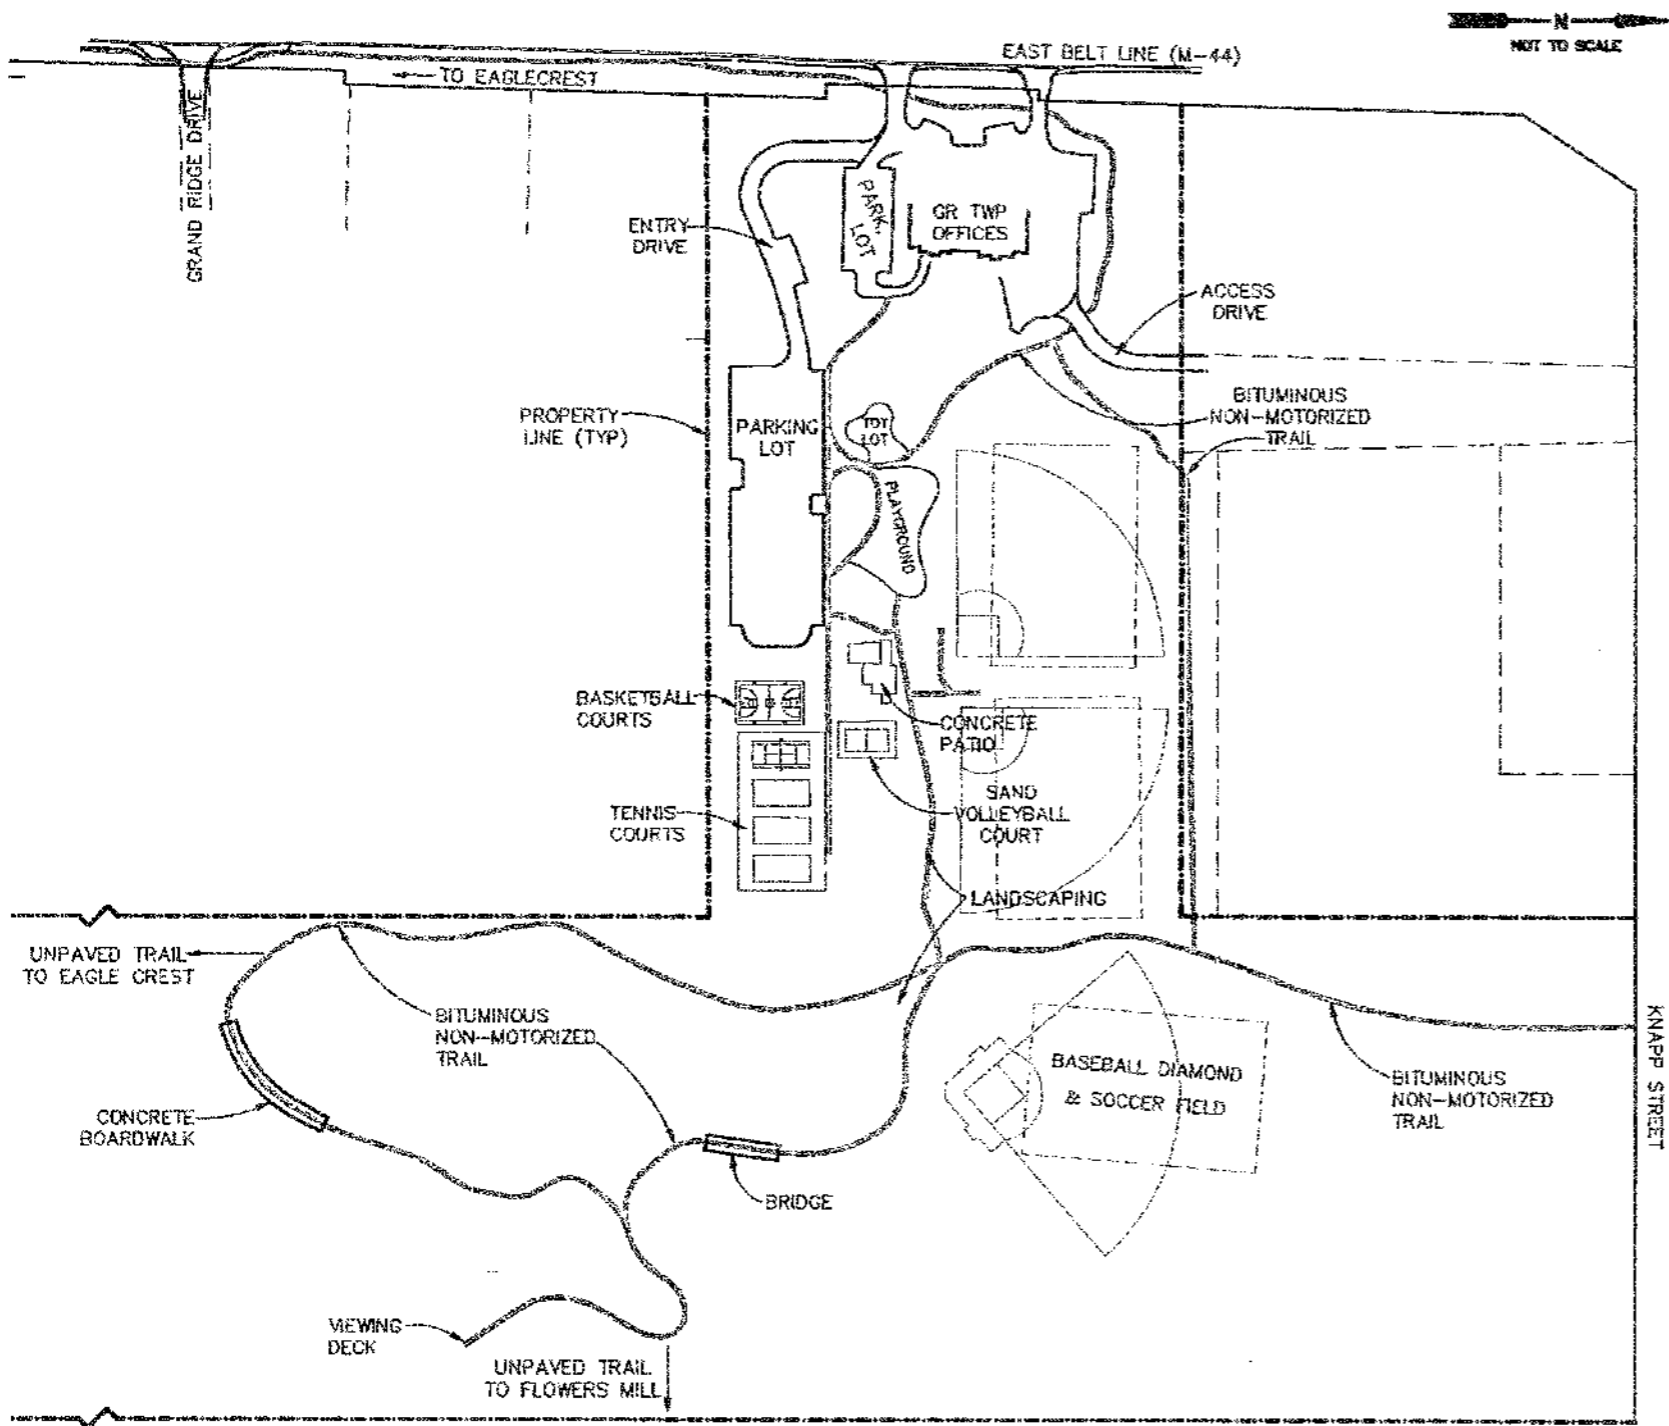 N
NOT TO SCALE
EAST BELT LINE (M-44)
TO EAGLECREST
GRAND RIDGE DRIVE
ENTRY
DRIVE
PARK.
LOT
GR TWP
OFFICES
ACCESS
DRIVE
BITUMINOUS
NON-MOTORIZED
TRAIL
PROPERTY
LINE (TYP)
PARKING
LOT
TOT
LOT
PLAYGROUND
BASKETBALL
COURTS
CONCRETE
PATIO
SAND
VOLLEYBALL
COURT
TENNIS
COURTS
LANDSCAPING
UNPAVED TRAIL
TO EAGLE CREST
BITUMINOUS
NON-MOTORIZED
TRAIL
BASEBALL DIAMOND
& SOCCER FIELD
BITUMINOUS
NON-MOTORIZED
TRAIL
KNAPP STREET
CONCRETE
BOARDWALK
BRIDGE
VIEWING
DECK
UNPAVED TRAIL
TO FLOWERS MILL